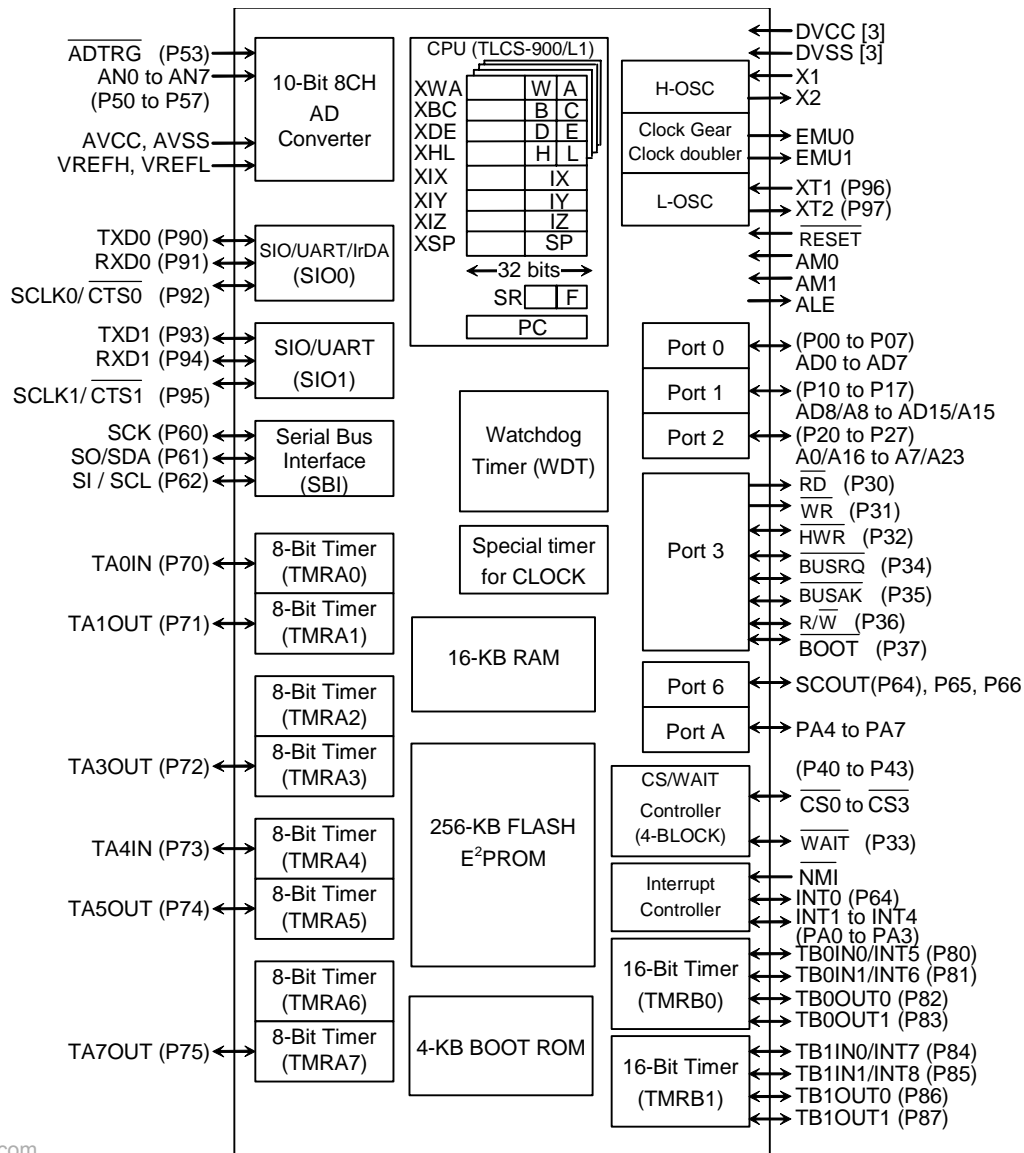 ADTRG (P53)
AN0 to AN7
(P50 to P57)
AVCC, AVSS
VREFH, VREFL
10-Bit 8CH
AD
Converter
TXD0 (P90)
RXD0 (P91)
SCLK0/ CTS0 (P92)
SIO/UART/IrDA
(SIO0)
TXD1 (P93)
RXD1 (P94)
SCLK1/ CTS1 (P95)
SIO/UART
(SIO1)
SCK (P60)
SO/SDA (P61)
SI / SCL (P62)
Serial Bus
Interface
(SBI)
TA0IN (P70)
8-Bit Timer
(TMRA0)
TA1OUT (P71)
8-Bit Timer
(TMRA1)
8-Bit Timer
(TMRA2)
TA3OUT (P72)
8-Bit Timer
(TMRA3)
TA4IN (P73)
8-Bit Timer
(TMRA4)
TA5OUT (P74)
8-Bit Timer
(TMRA5)
8-Bit Timer
(TMRA6)
TA7OUT (P75)
8-Bit Timer
(TMRA7)
CPU (TLCS-900/L1)
XWA W A
XBC B C
XDE D E
XHL H L
XIX IX
XIY IY
XIZ IZ
XSP SP
32 bits
SR F
PC
Watchdog
Timer (WDT)
Special timer
for CLOCK
16-KB RAM
256-KB FLASH
E²PROM
4-KB BOOT ROM
DVCC [3]
DVSS [3]
H-OSC
X1
X2
Clock Gear
Clock doubler
EMU0
EMU1
L-OSC
XT1 (P96)
XT2 (P97)
RESET
AM0
AM1
ALE
Port 0
(P00 to P07)
AD0 to AD7
Port 1
(P10 to P17)
AD8/A8 to AD15/A15
Port 2
(P20 to P27)
A0/A16 to A7/A23
Port 3
RD (P30)
WR (P31)
HWR (P32)
BUSRQ (P34)
BUSAK (P35)
R/W (P36)
BOOT (P37)
Port 6
SCOUT(P64), P65, P66
Port A
PA4 to PA7
CS/WAIT
Controller
(4-BLOCK)
(P40 to P43)
CS0 to CS3
WAIT (P33)
Interrupt
Controller
NMI
INT0 (P64)
INT1 to INT4
(PA0 to PA3)
16-Bit Timer
(TMRB0)
TB0IN0/INT5 (P80)
TB0IN1/INT6 (P81)
TB0OUT0 (P82)
TB0OUT1 (P83)
16-Bit Timer
(TMRB1)
TB1IN0/INT7 (P84)
TB1IN1/INT8 (P85)
TB1OUT0 (P86)
TB1OUT1 (P87)
com